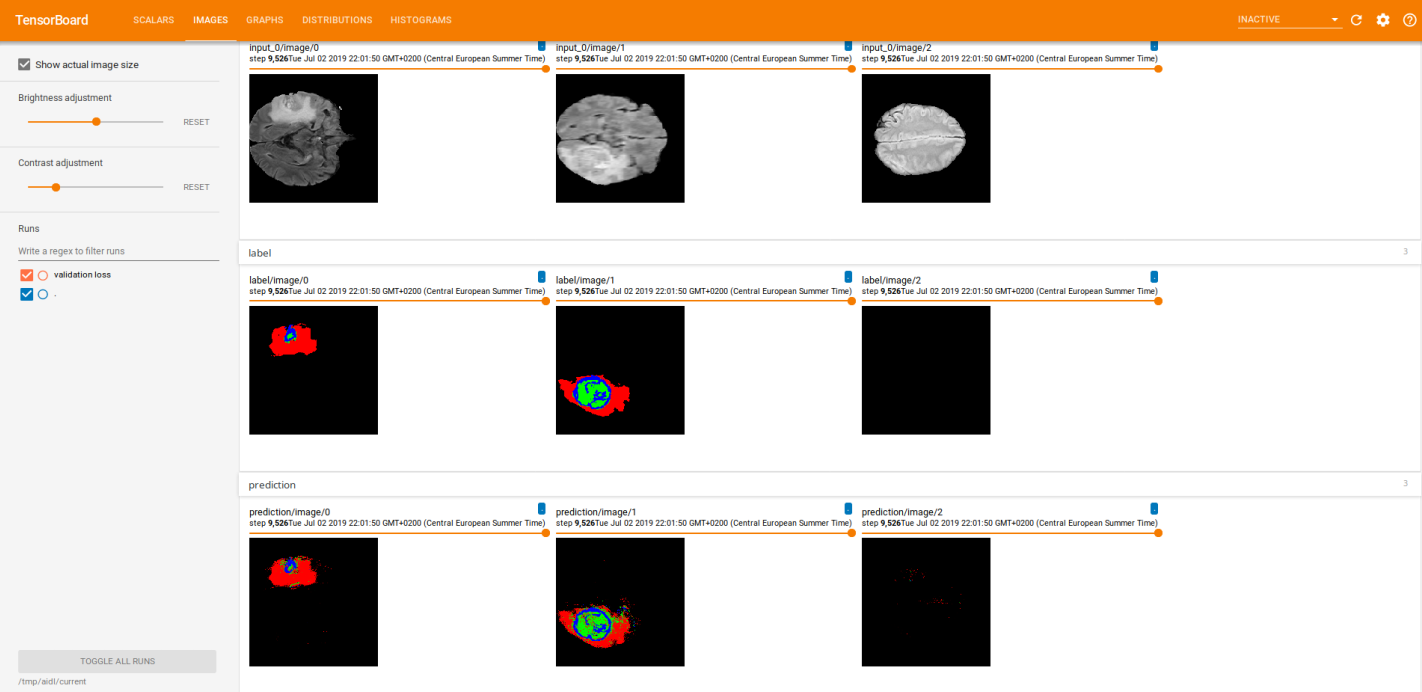 TensorBoard SCALARS IMAGES GRAPHS DISTRIBUTIONS HISTOGRAMS INACTIVE
Show actual image size
Brightness adjustment
RESET
Contrast adjustment
RESET
Runs
Write a regex to filter runs
validation loss
.
TOGGLE ALL RUNS
/tmp/aidl/current
input_0/image/0 input_0/image/1 input_0/image/2
step 9,526Tue Jul 02 2019 22:01:50 GMT+0200 (Central European Summer Time) step 9,526Tue Jul 02 2019 22:01:50 GMT+0200 (Central European Summer Time) step 9,526Tue Jul 02 2019 22:01:50 GMT+0200 (Central European Summer Time)
label 3
label/image/0 label/image/1 label/image/2
step 9,526Tue Jul 02 2019 22:01:50 GMT+0200 (Central European Summer Time) step 9,526Tue Jul 02 2019 22:01:50 GMT+0200 (Central European Summer Time) step 9,526Tue Jul 02 2019 22:01:50 GMT+0200 (Central European Summer Time)
prediction 3
prediction/image/0 prediction/image/1 prediction/image/2
step 9,526Tue Jul 02 2019 22:01:50 GMT+0200 (Central European Summer Time) step 9,526Tue Jul 02 2019 22:01:50 GMT+0200 (Central European Summer Time) step 9,526Tue Jul 02 2019 22:01:50 GMT+0200 (Central European Summer Time)